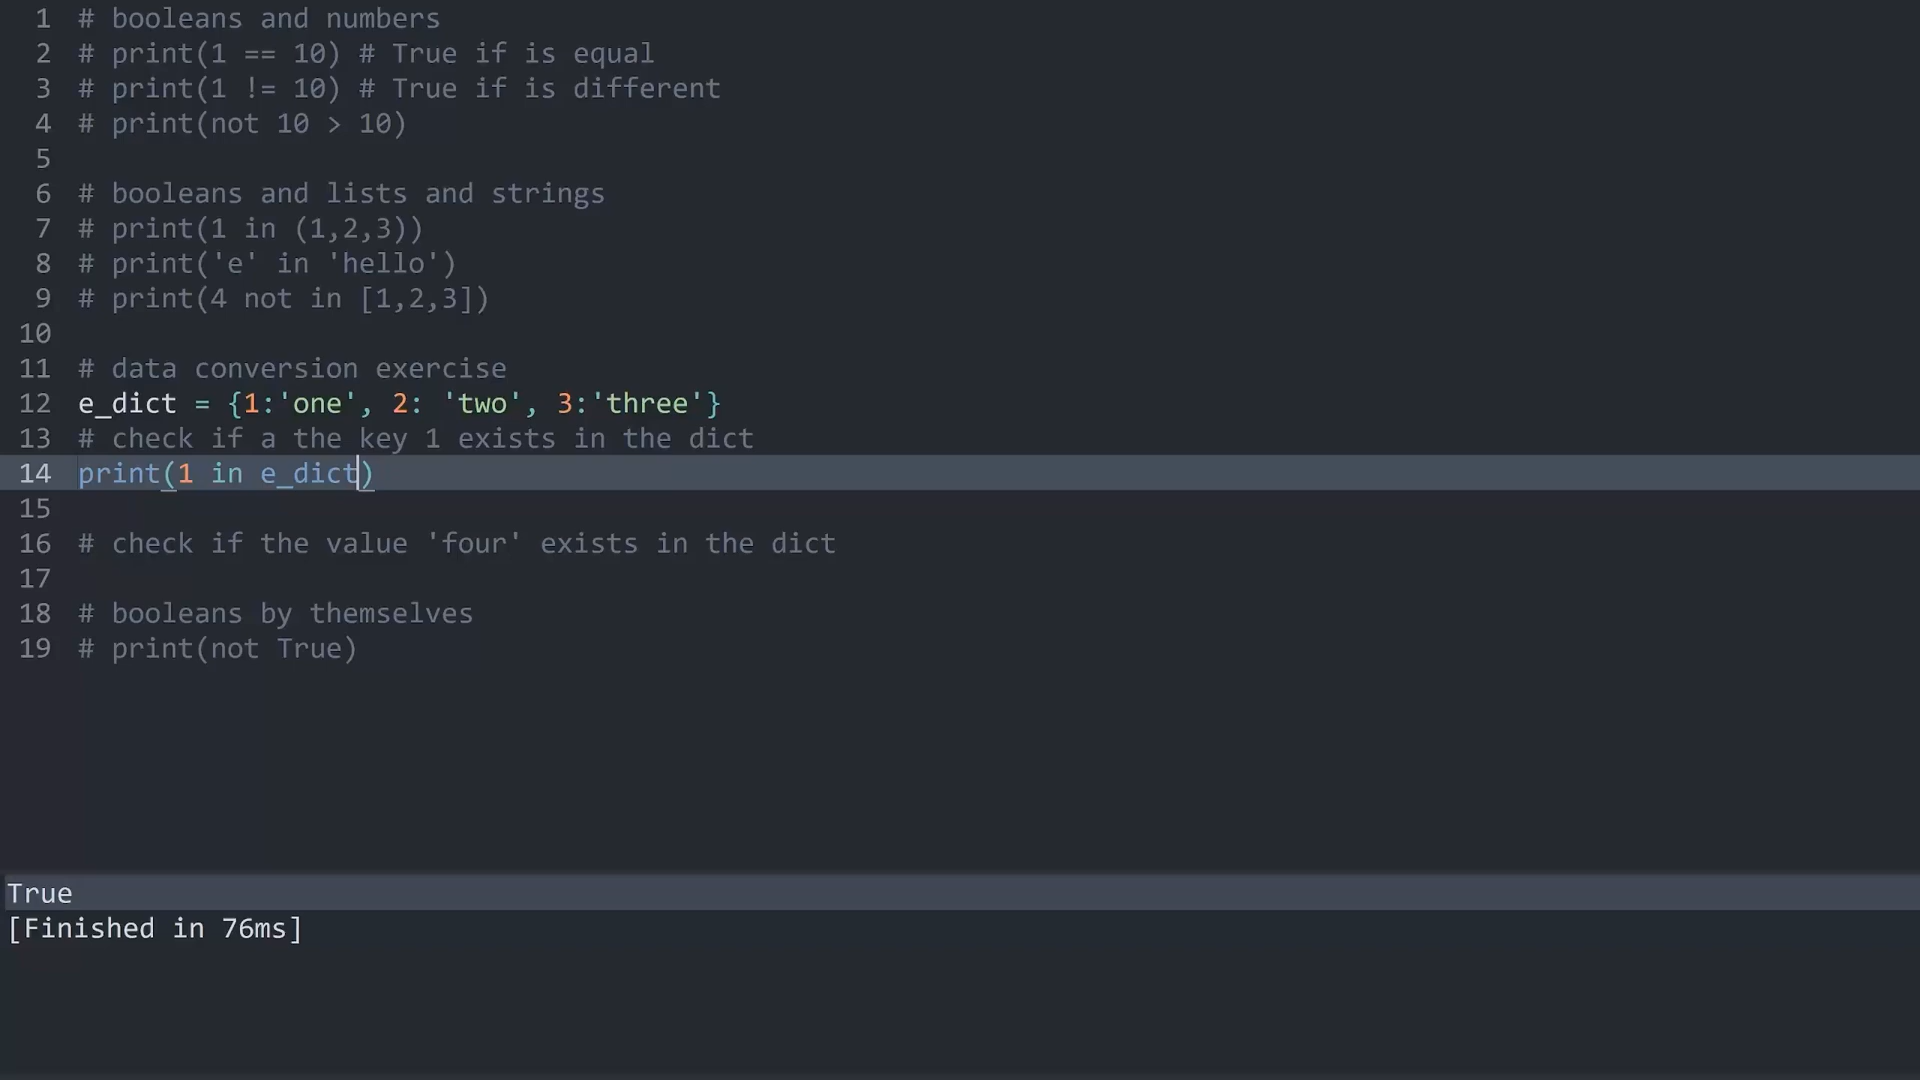 1 # booleans and numbers
2 # print(1 == 10) # True if is equal
3 # print(1 != 10) # True if is different
4 # print(not 10 > 10)
5
6 # booleans and lists and strings
7 # print(1 in (1,2,3))
8 # print('e' in 'hello')
9 # print(4 not in [1,2,3])
10
11 # data conversion exercise
12 e_dict = {1:'one', 2: 'two', 3:'three'}
13 # check if a the key 1 exists in the dict
14 print(1 in e_dict)
15
16 # check if the value 'four' exists in the dict
17
18 # booleans by themselves
19 # print(not True)
True
[Finished in 76ms]